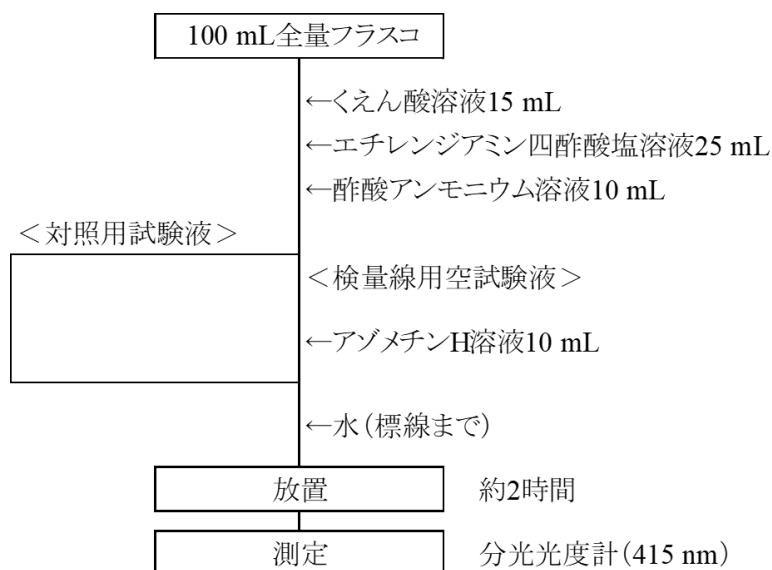 100 mL全量フラスコ
←くえん酸溶液15 mL
←エチレンジアミン四酢酸塩溶液25 mL
←酢酸アンモニウム溶液10 mL
＜対照用試験液＞
＜検量線用空試験液＞
←アゾメチンH溶液10 mL
←水（標線まで）
放置 約2時間
測定 分光光度計（415 nm）